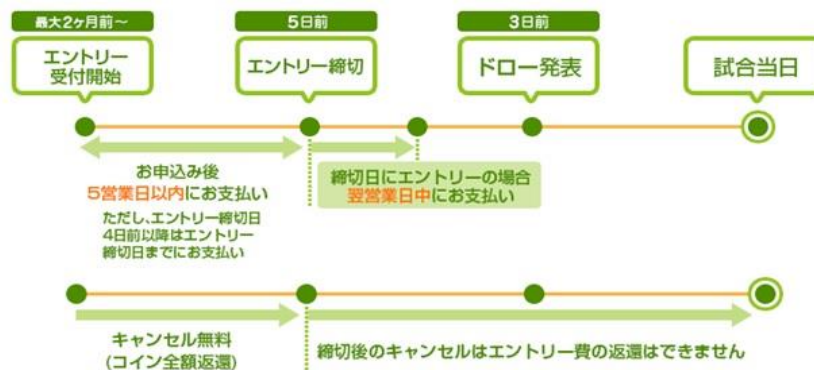 最大2ヶ月前～
5日前
3日前
エントリー
受付開始
エントリー締切
ドロー発表
試合当日
お申込み後
5営業日以内にお支払い
ただし、エントリー締切日
4日前以降はエントリー
締切日までにお支払い
締切日にエントリーの場合
翌営業日中にお支払い
キャンセル無料
(コイン全額返還)
締切後のキャンセルはエントリー費の返還はできません